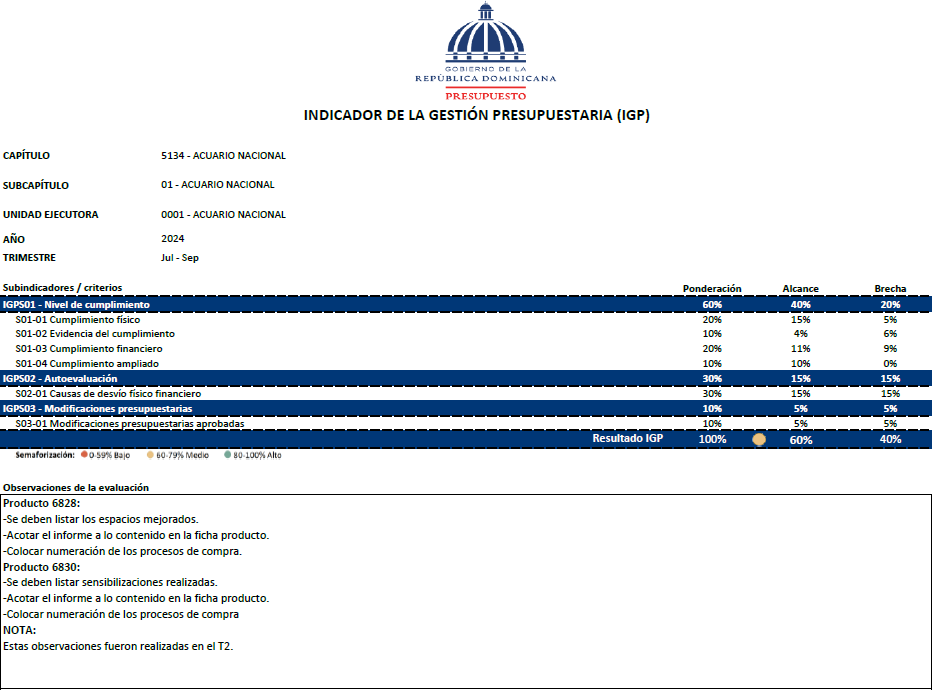 GOBIERNO DE LA
REPÚBLICA DOMINICANA
PRESUPUESTO
INDICADOR DE LA GESTIÓN PRESUPUESTARIA (IGP)
CAPÍTULO 5134 - ACUARIO NACIONAL
SUBCAPÍTULO 01 - ACUARIO NACIONAL
UNIDAD EJECUTORA 0001 - ACUARIO NACIONAL
AÑO 2024
TRIMESTRE Jul - Sep
Subindicadores / criterios Ponderación Alcance Brecha
IGPS01 - Nivel de cumplimiento 60% 40% 20%
S01-01 Cumplimiento físico 20% 15% 5%
S01-02 Evidencia del cumplimiento 10% 4% 6%
S01-03 Cumplimiento financiero 20% 11% 9%
S01-04 Cumplimiento ampliado 10% 10% 0%
IGPS02 - Autoevaluación 30% 15% 15%
S02-01 Causas de desvío físico financiero 30% 15% 15%
IGPS03 - Modificaciones presupuestarias 10% 5% 5%
S03-01 Modificaciones presupuestarias aprobadas 10% 5% 5%
Resultado IGP 100% 60% 40%
Semaforización: 0-59% Bajo 60-79% Medio 80-100% Alto
Observaciones de la evaluación
Producto 6828:
-Se deben listar los espacios mejorados.
-Acotar el informe a lo contenido en la ficha producto.
-Colocar numeración de los procesos de compra.
Producto 6830:
-Se deben listar sensibilizaciones realizadas.
-Acotar el informe a lo contenido en la ficha producto.
-Colocar numeración de los procesos de compra
NOTA:
Estas observaciones fueron realizadas en el T2.